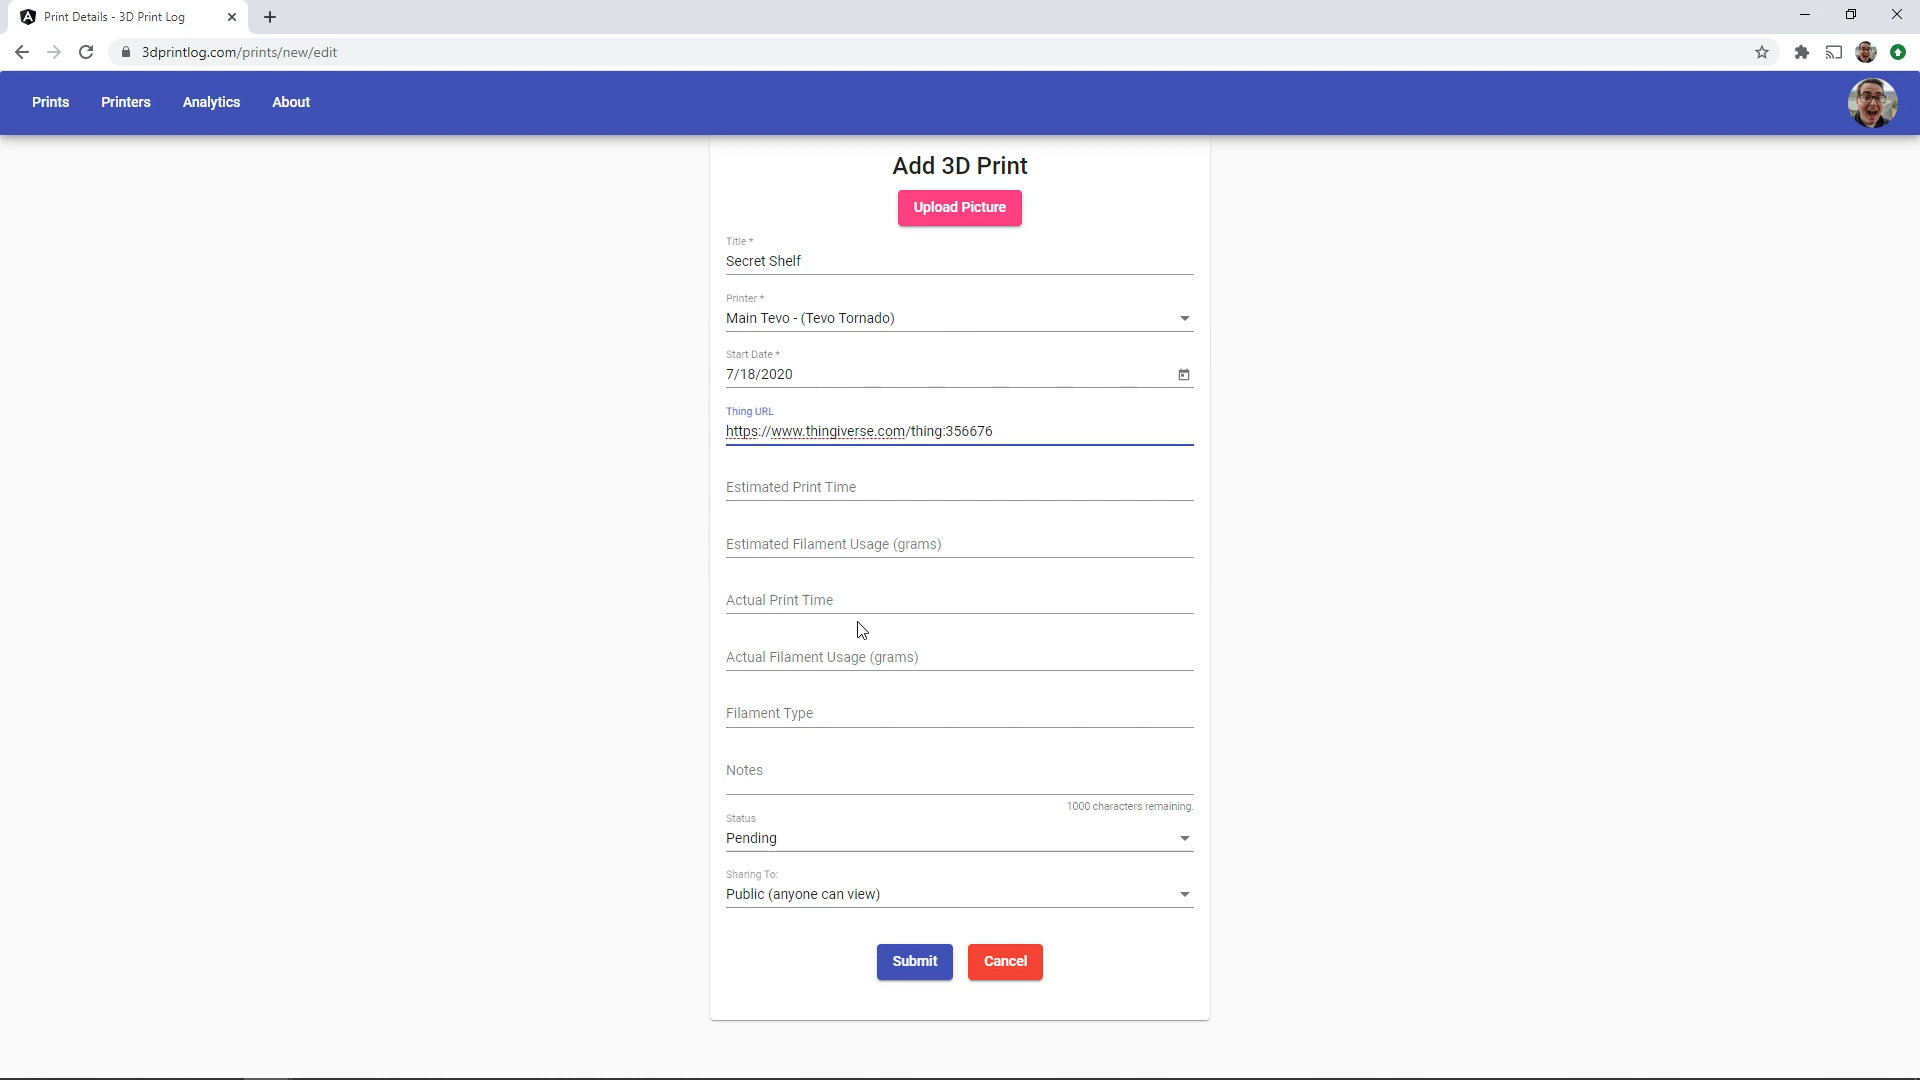 Print Details - 3D Print Log
3dprintlog.com/prints/new/edit
Prints Printers Analytics About
Add 3D Print
Upload Picture
Title *
Secret Shelf
Printer *
Main Tevo - (Tevo Tornado)
Start Date *
7/18/2020
Thing URL
https://www.thingiverse.com/thing:356676
Estimated Print Time
Estimated Filament Usage (grams)
Actual Print Time
Actual Filament Usage (grams)
Filament Type
Notes
1000 characters remaining.
Status
Pending
Sharing To:
Public (anyone can view)
Submit Cancel